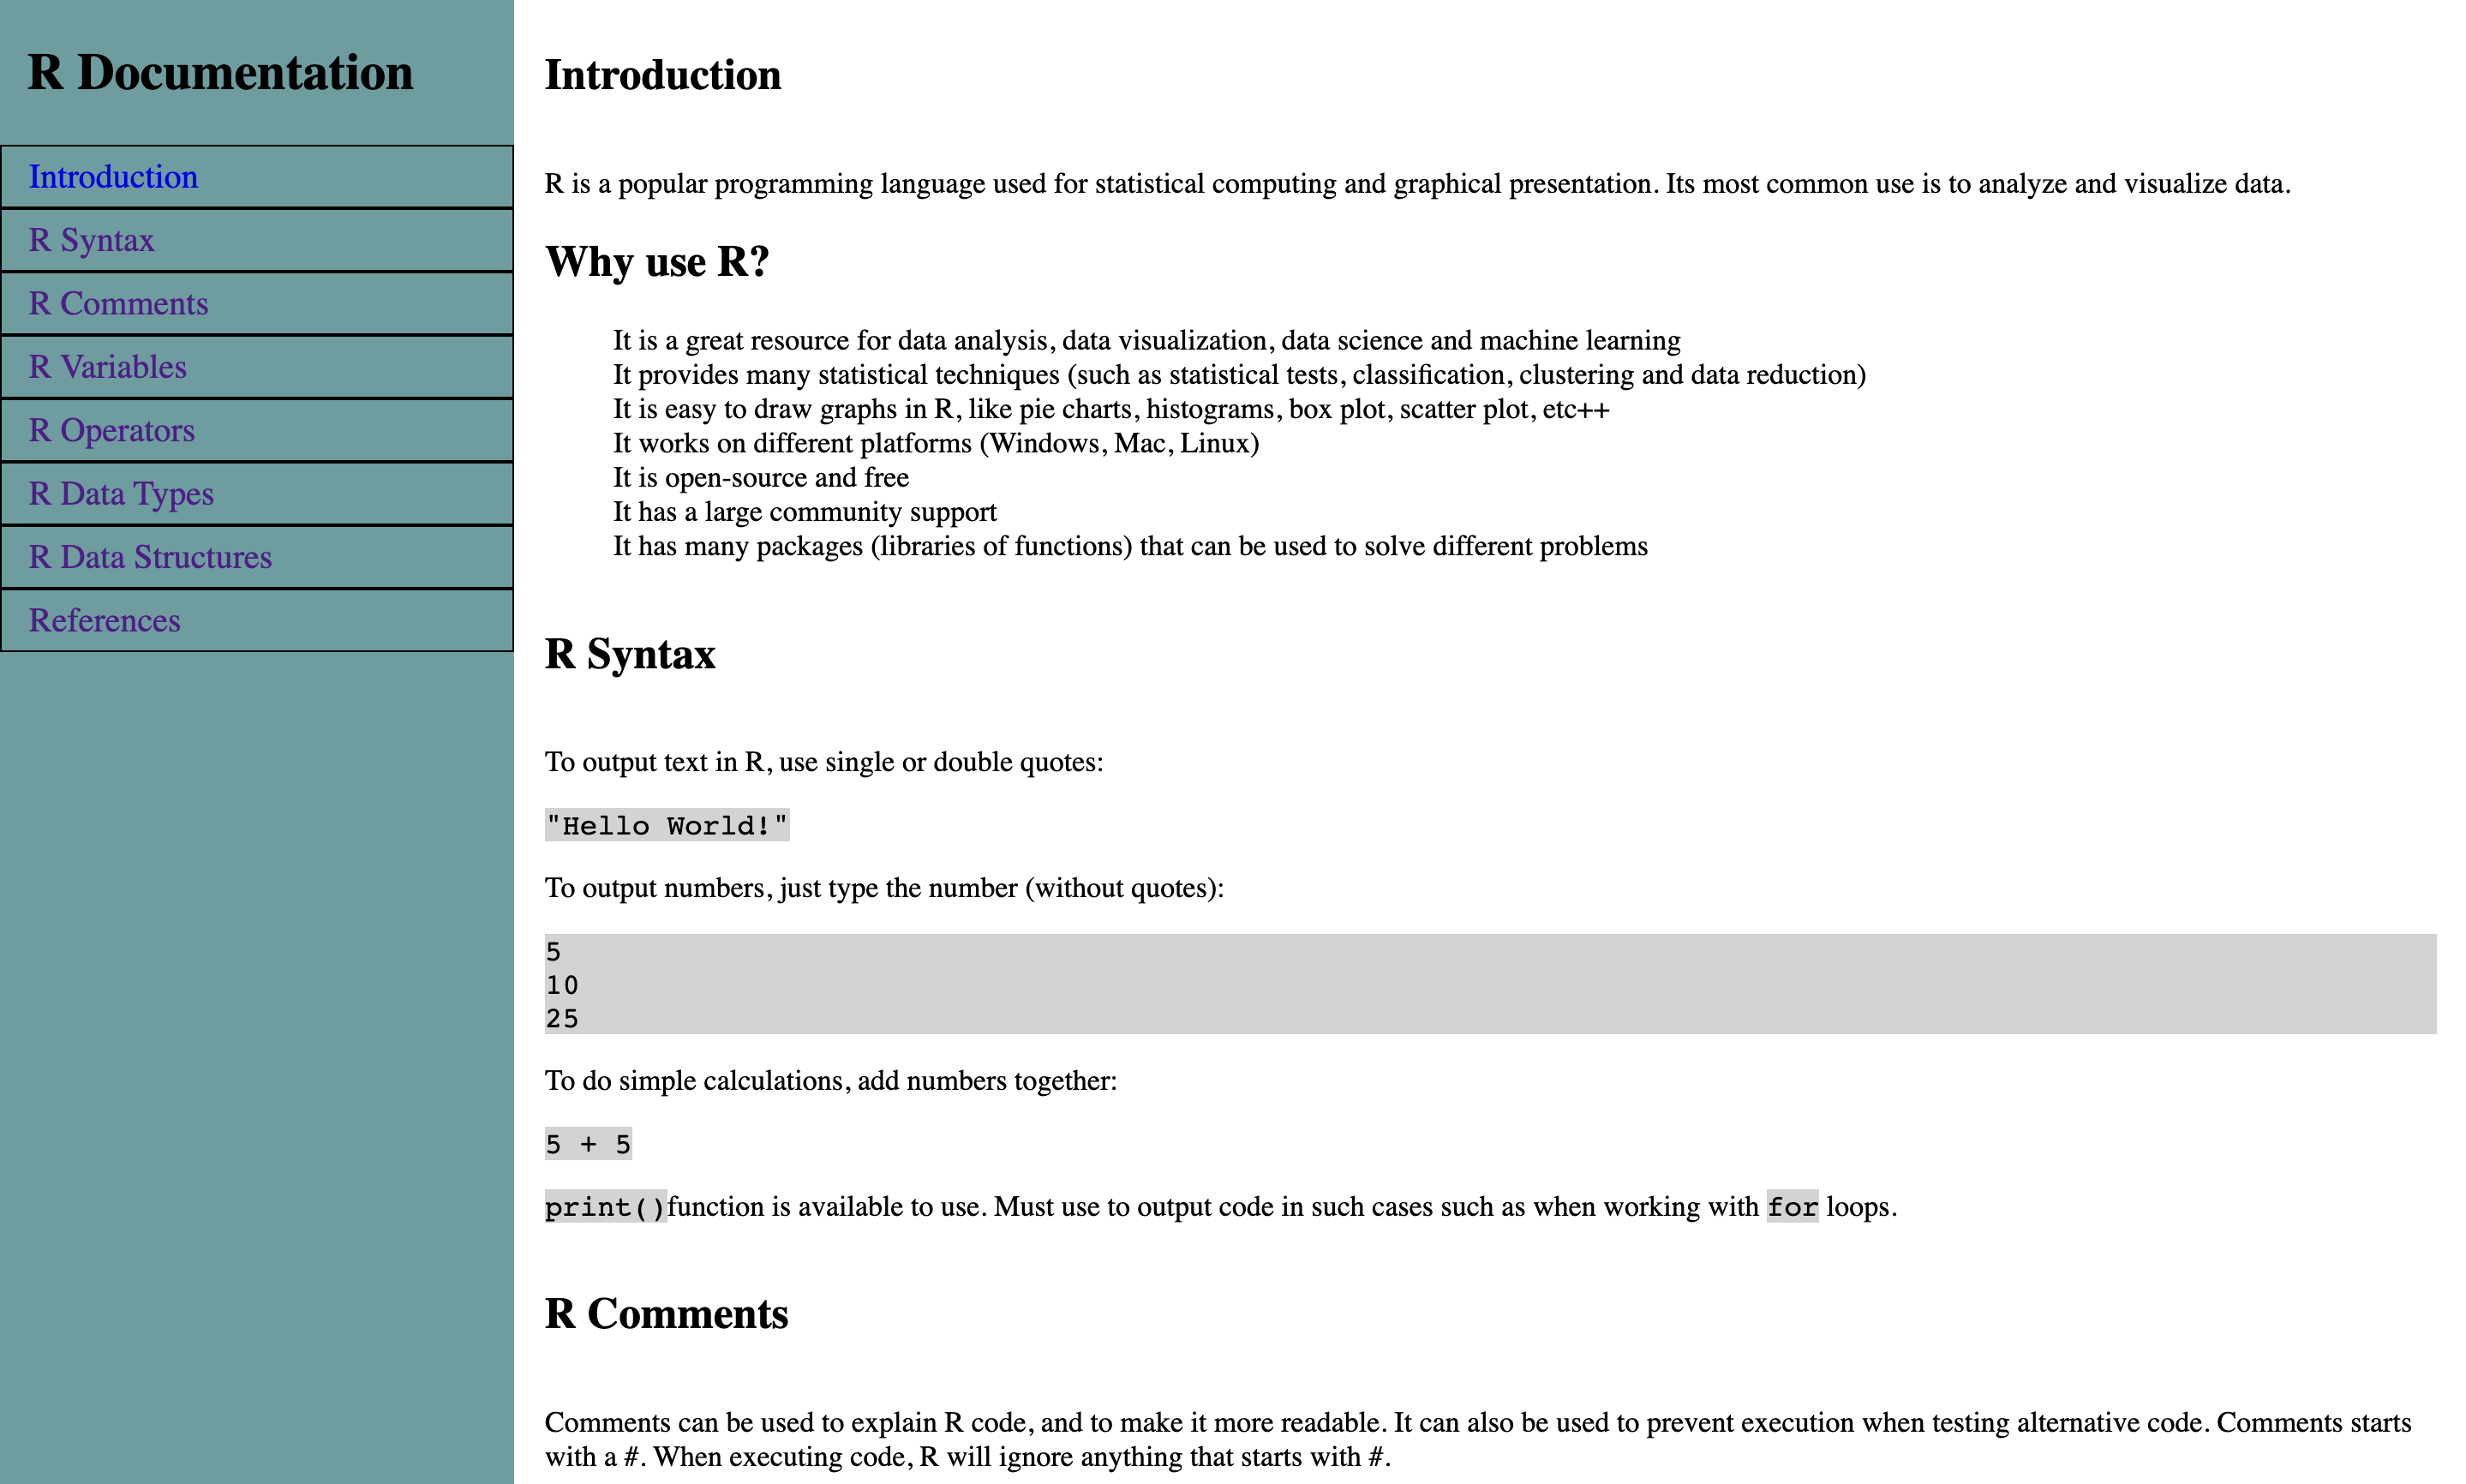 R Documentation
Introduction
R Syntax
R Comments
R Variables
R Operators
R Data Types
R Data Structures
References
Introduction
R is a popular programming language used for statistical computing and graphical presentation. Its most common use is to analyze and visualize data.
Why use R?
It is a great resource for data analysis, data visualization, data science and machine learning
It provides many statistical techniques (such as statistical tests, classification, clustering and data reduction)
It is easy to draw graphs in R, like pie charts, histograms, box plot, scatter plot, etc++
It works on different platforms (Windows, Mac, Linux)
It is open-source and free
It has a large community support
It has many packages (libraries of functions) that can be used to solve different problems
R Syntax
To output text in R, use single or double quotes:
"Hello World!"
To output numbers, just type the number (without quotes):
5
10
25
To do simple calculations, add numbers together:
5 + 5
print()function is available to use. Must use to output code in such cases such as when working with for loops.
R Comments
Comments can be used to explain R code, and to make it more readable. It can also be used to prevent execution when testing alternative code. Comments starts
with a #. When executing code, R will ignore anything that starts with #.